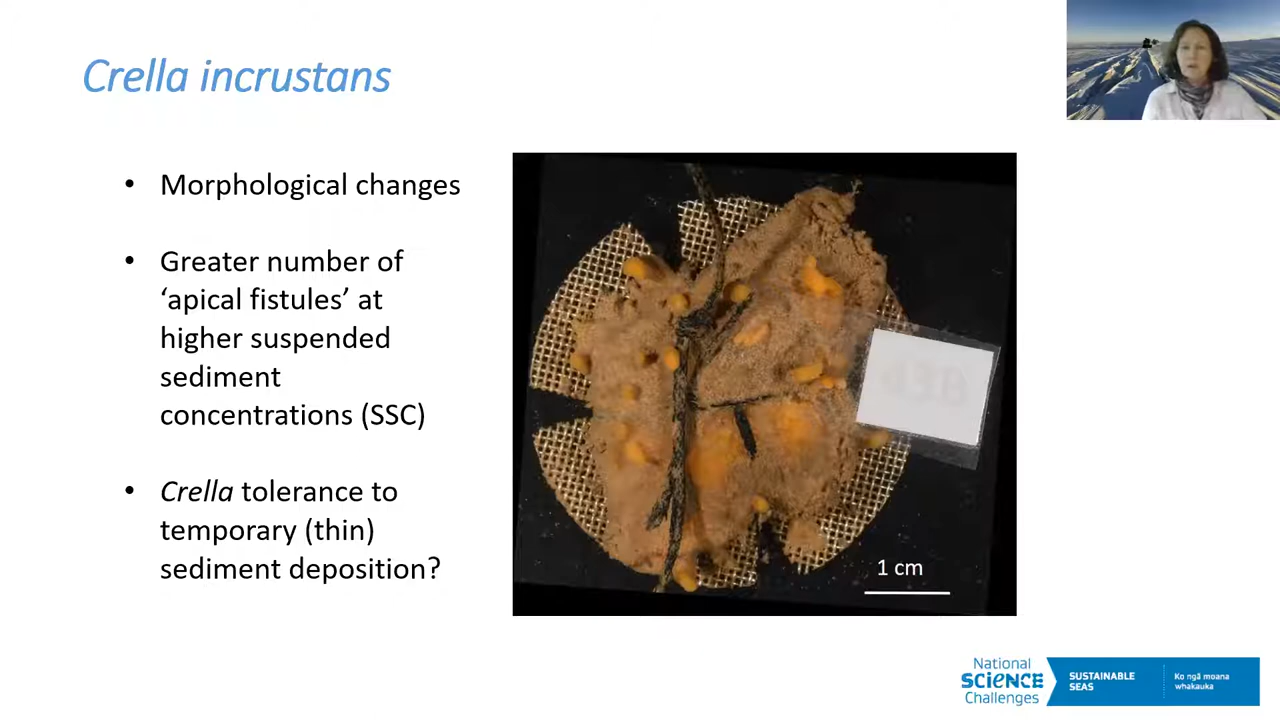 Crella incrustans
• Morphological changes
• Greater number of
‘apical fistules’ at
higher suspended
sediment
concentrations (SSC)
• Crella tolerance to
temporary (thin)
sediment deposition?
1 cm
National
SCIENCE
Challenges
SUSTAINABLE
SEAS
Ko ngā moana
whakauka